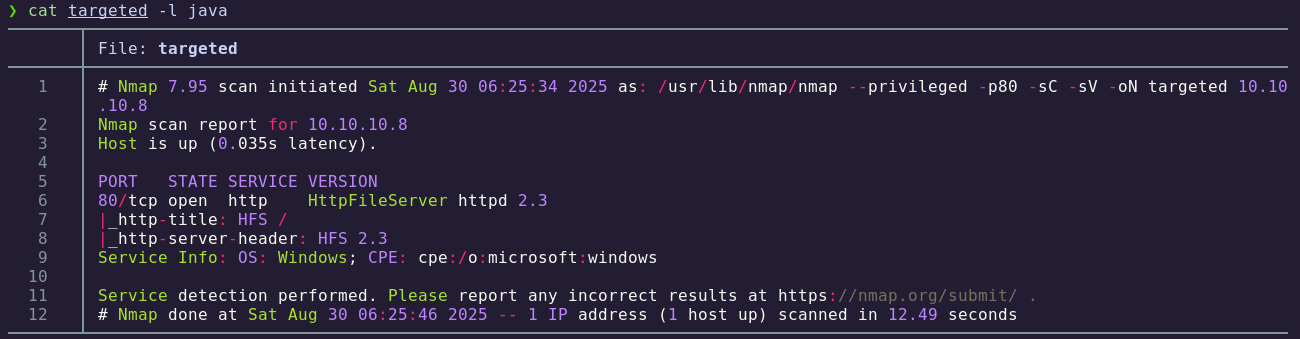 ❯ cat targeted -l java
File: targeted
1 # Nmap 7.95 scan initiated Sat Aug 30 06:25:34 2025 as: /usr/lib/nmap/nmap --privileged -p80 -sC -sV -oN targeted 10.10
.10.8
2 Nmap scan report for 10.10.10.8
3 Host is up (0.035s latency).
4
5 PORT   STATE SERVICE VERSION
6 80/tcp open  http    HttpFileServer httpd 2.3
7 |_http-title: HFS /
8 |_http-server-header: HFS 2.3
9 Service Info: OS: Windows; CPE: cpe:/o:microsoft:windows
10
11 Service detection performed. Please report any incorrect results at https://nmap.org/submit/ .
12 # Nmap done at Sat Aug 30 06:25:46 2025 -- 1 IP address (1 host up) scanned in 12.49 seconds